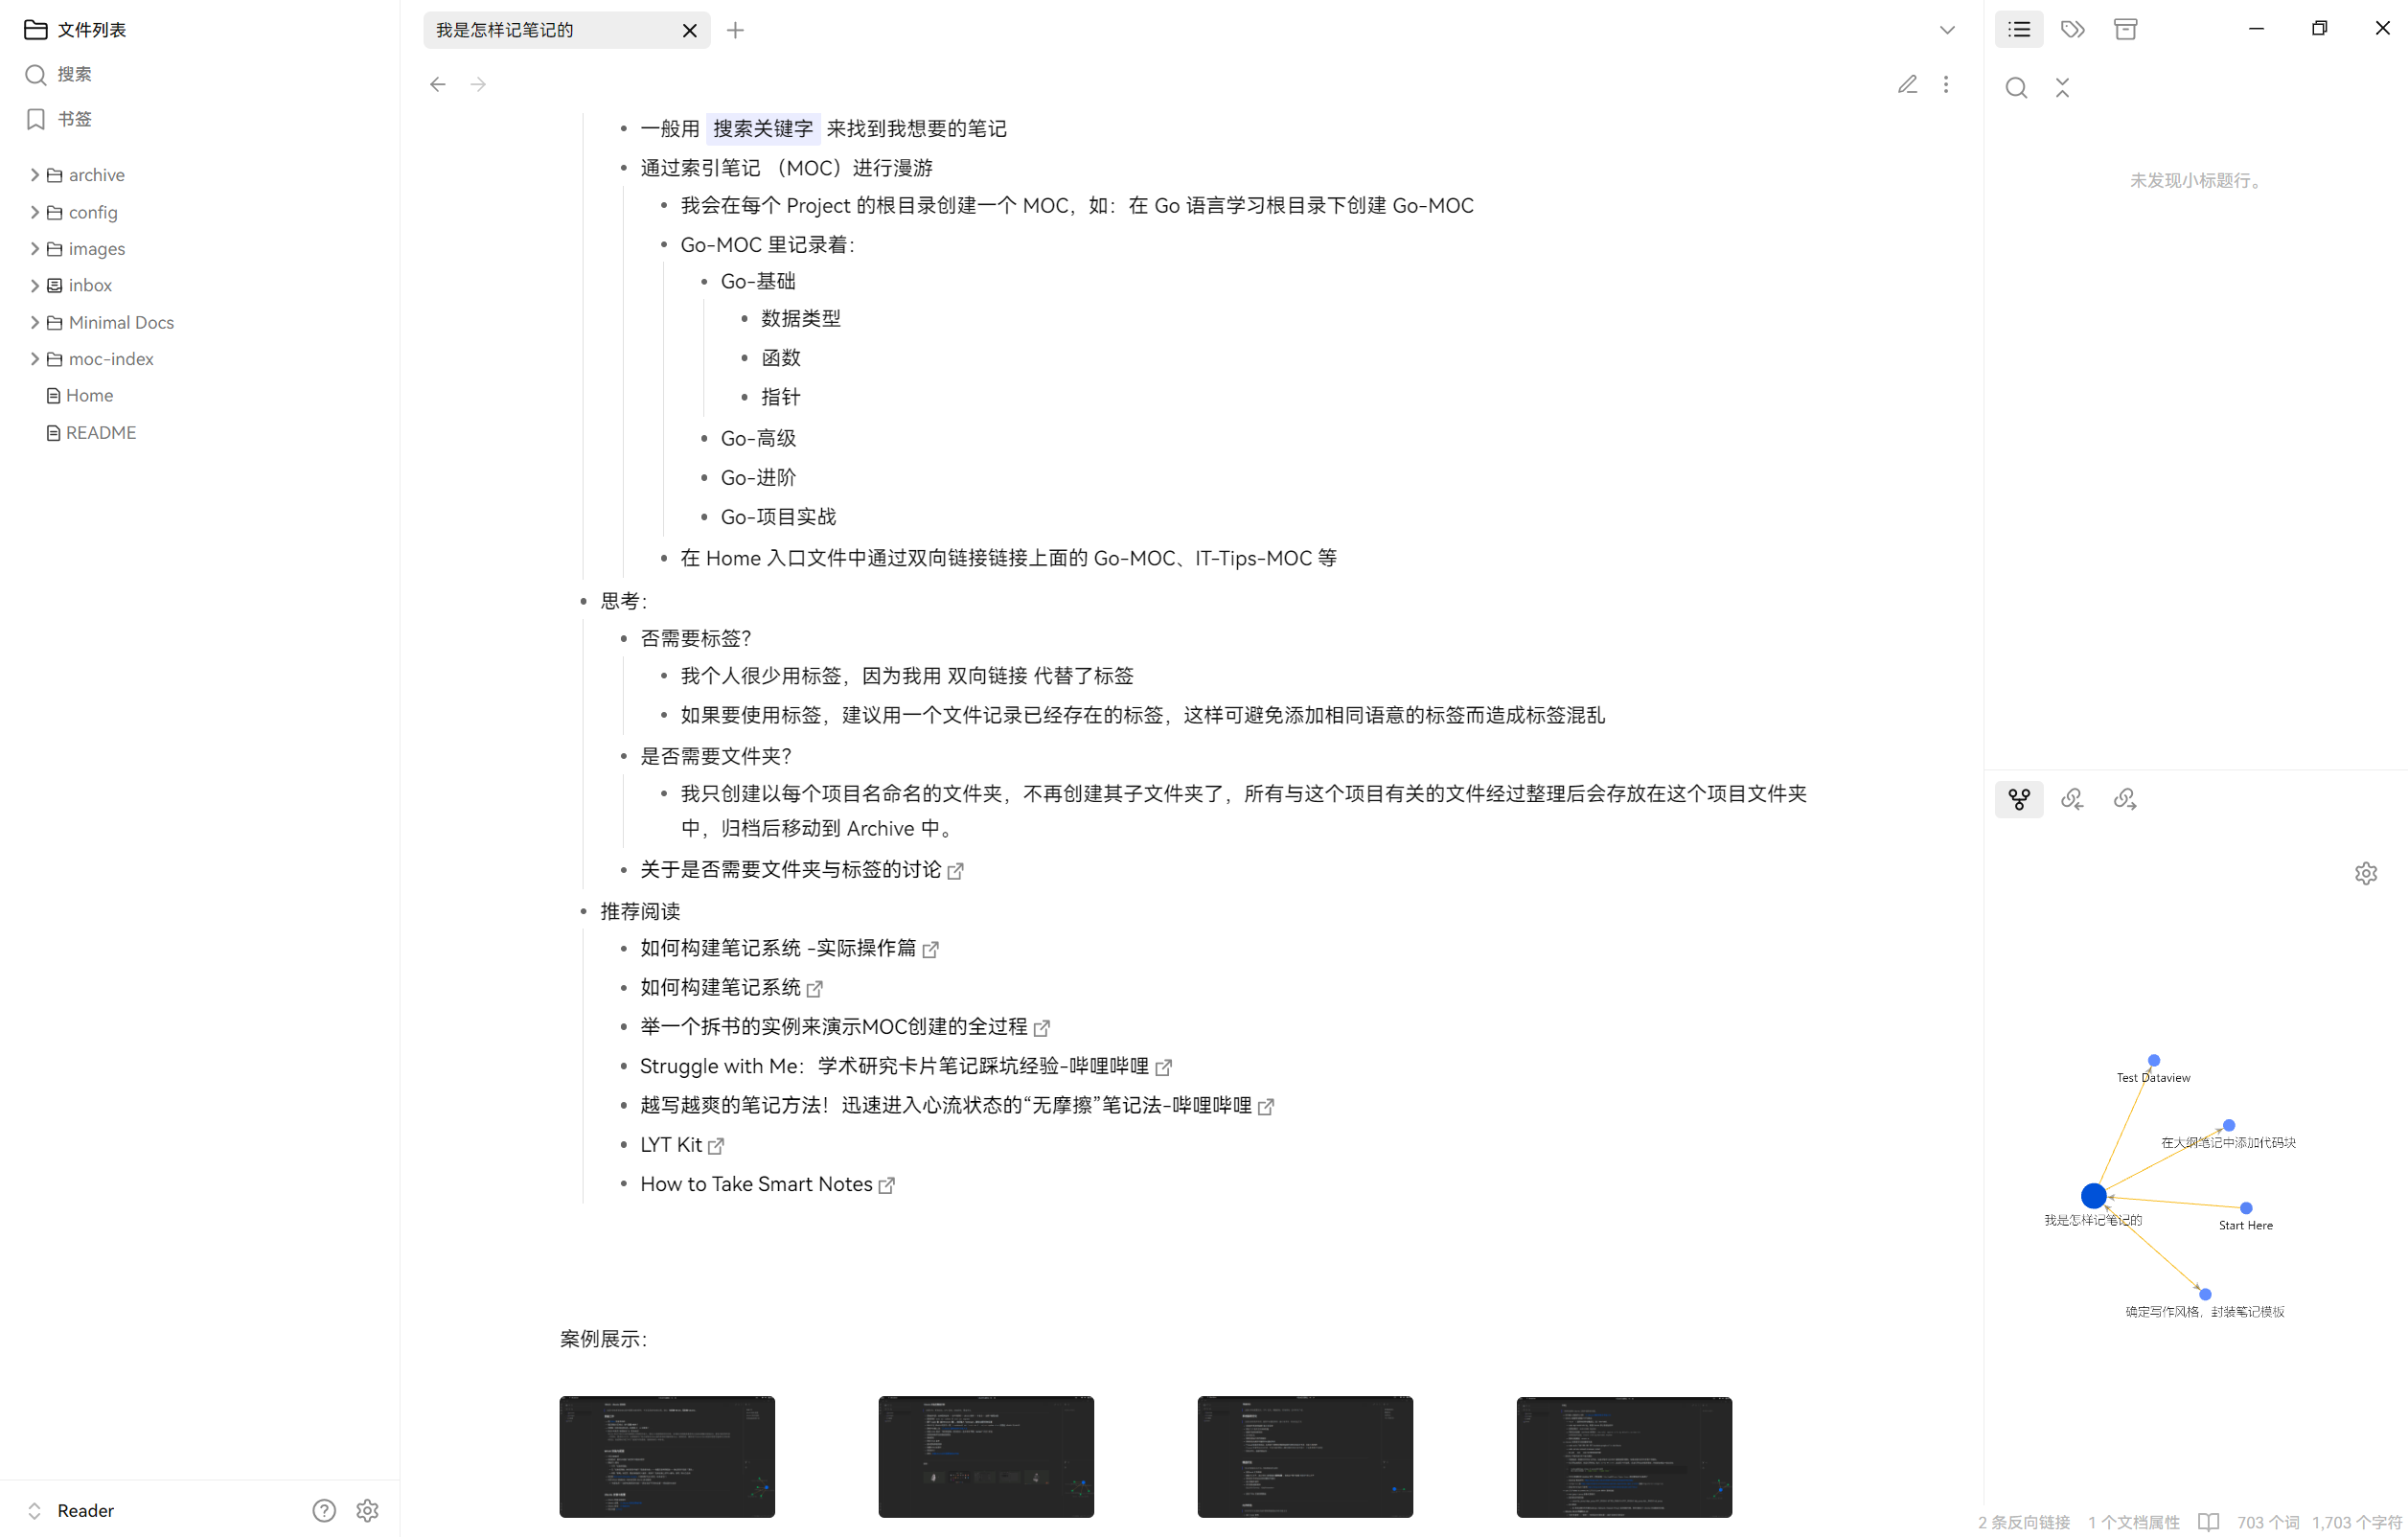 文件列表
搜索
书签
archive
config
images
inbox
Minimal Docs
moc-index
Home
README
Reader
我是怎样记笔记的
一般用 搜索关键字 来找到我想要的笔记
通过索引笔记 （MOC）进行漫游
我会在每个 Project 的根目录创建一个 MOC，如：在 Go 语言学习根目录下创建 Go-MOC
Go-MOC 里记录着：
Go-基础
数据类型
函数
指针
Go-高级
Go-进阶
Go-项目实战
在 Home 入口文件中通过双向链接链接上面的 Go-MOC、IT-Tips-MOC 等
思考：
否需要标签？
我个人很少用标签，因为我用 双向链接 代替了标签
如果要使用标签，建议用一个文件记录已经存在的标签，这样可避免添加相同语意的标签而造成标签混乱
是否需要文件夹？
我只创建以每个项目名命名的文件夹，不再创建其子文件夹了，所有与这个项目有关的文件经过整理后会存放在这个项目文件夹
中，归档后移动到 Archive 中。
关于是否需要文件夹与标签的讨论
推荐阅读
如何构建笔记系统 -实际操作篇
如何构建笔记系统
举一个拆书的实例来演示MOC创建的全过程
Struggle with Me：学术研究卡片笔记踩坑经验-哔哩哔哩
越写越爽的笔记方法！迅速进入心流状态的“无摩擦”笔记法-哔哩哔哩
LYT Kit
How to Take Smart Notes
案例展示：
未发现小标题行。
Test Dataview
在大纲笔记中添加代码块
我是怎样记笔记的
Start Here
确定写作风格，封装笔记模板
2 条反向链接 1 个文档属性 703 个词 1,703 个字符